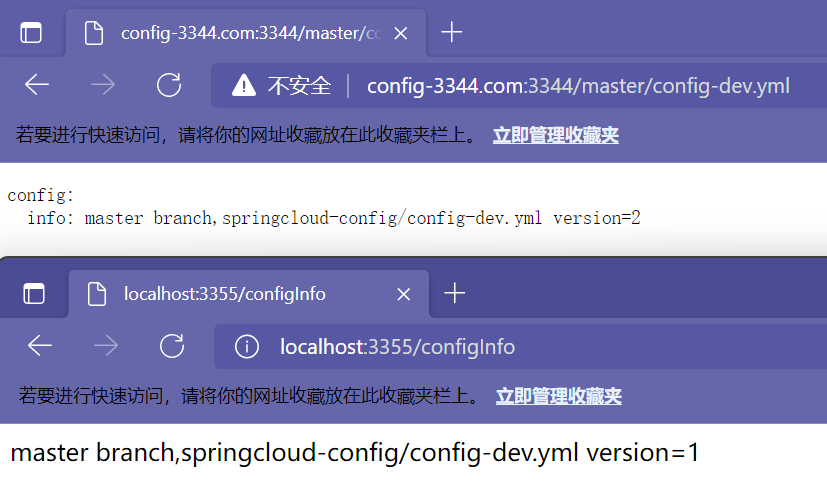 config-3344.com:3344/master/co
不安全 config-3344.com:3344/master/config-dev.yml
若要进行快速访问，请将你的网址收藏放在此收藏夹栏上。 立即管理收藏夹
config:
info: master branch,springcloud-config/config-dev.yml version=2
localhost:3355/configInfo
localhost:3355/configInfo
若要进行快速访问，请将你的网址收藏放在此收藏夹栏上。 立即管理收藏夹
master branch,springcloud-config/config-dev.yml version=1